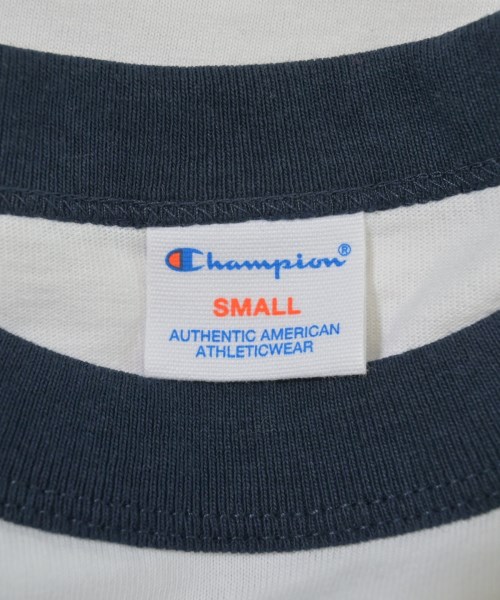 Champion®
SMALL
AUTHENTIC AMERICAN
ATHLETICWEAR